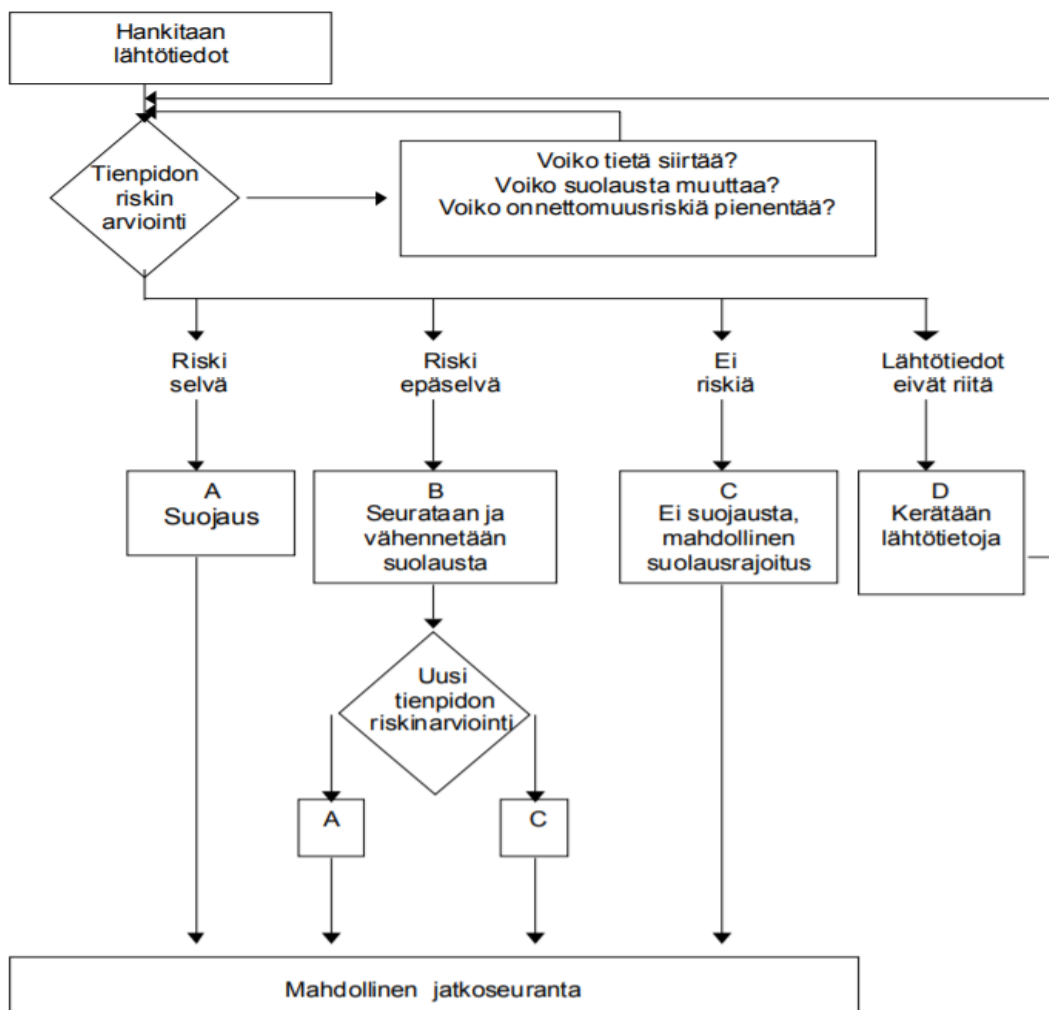 Hankitaan
lähtötiedot
Tienpidon
riskin
arviointi
Voiko tietä siirtää?
Voiko suolausta muuttaa?
Voiko onnettomuusriskiä pienentää?
Riski
selvä
Riski
epäselvä
Ei
riskiä
Lähtötiedot
eivät riitä
A
Suojaus
B
Seurataan ja
vähennetään
suolausta
C
Ei suojausta,
mahdollinen
suolausrajoitus
D
Kerätään
lähtötietoja
Uusi
tienpidon
riskinarviointi
A
C
Mahdollinen jatkoseuranta